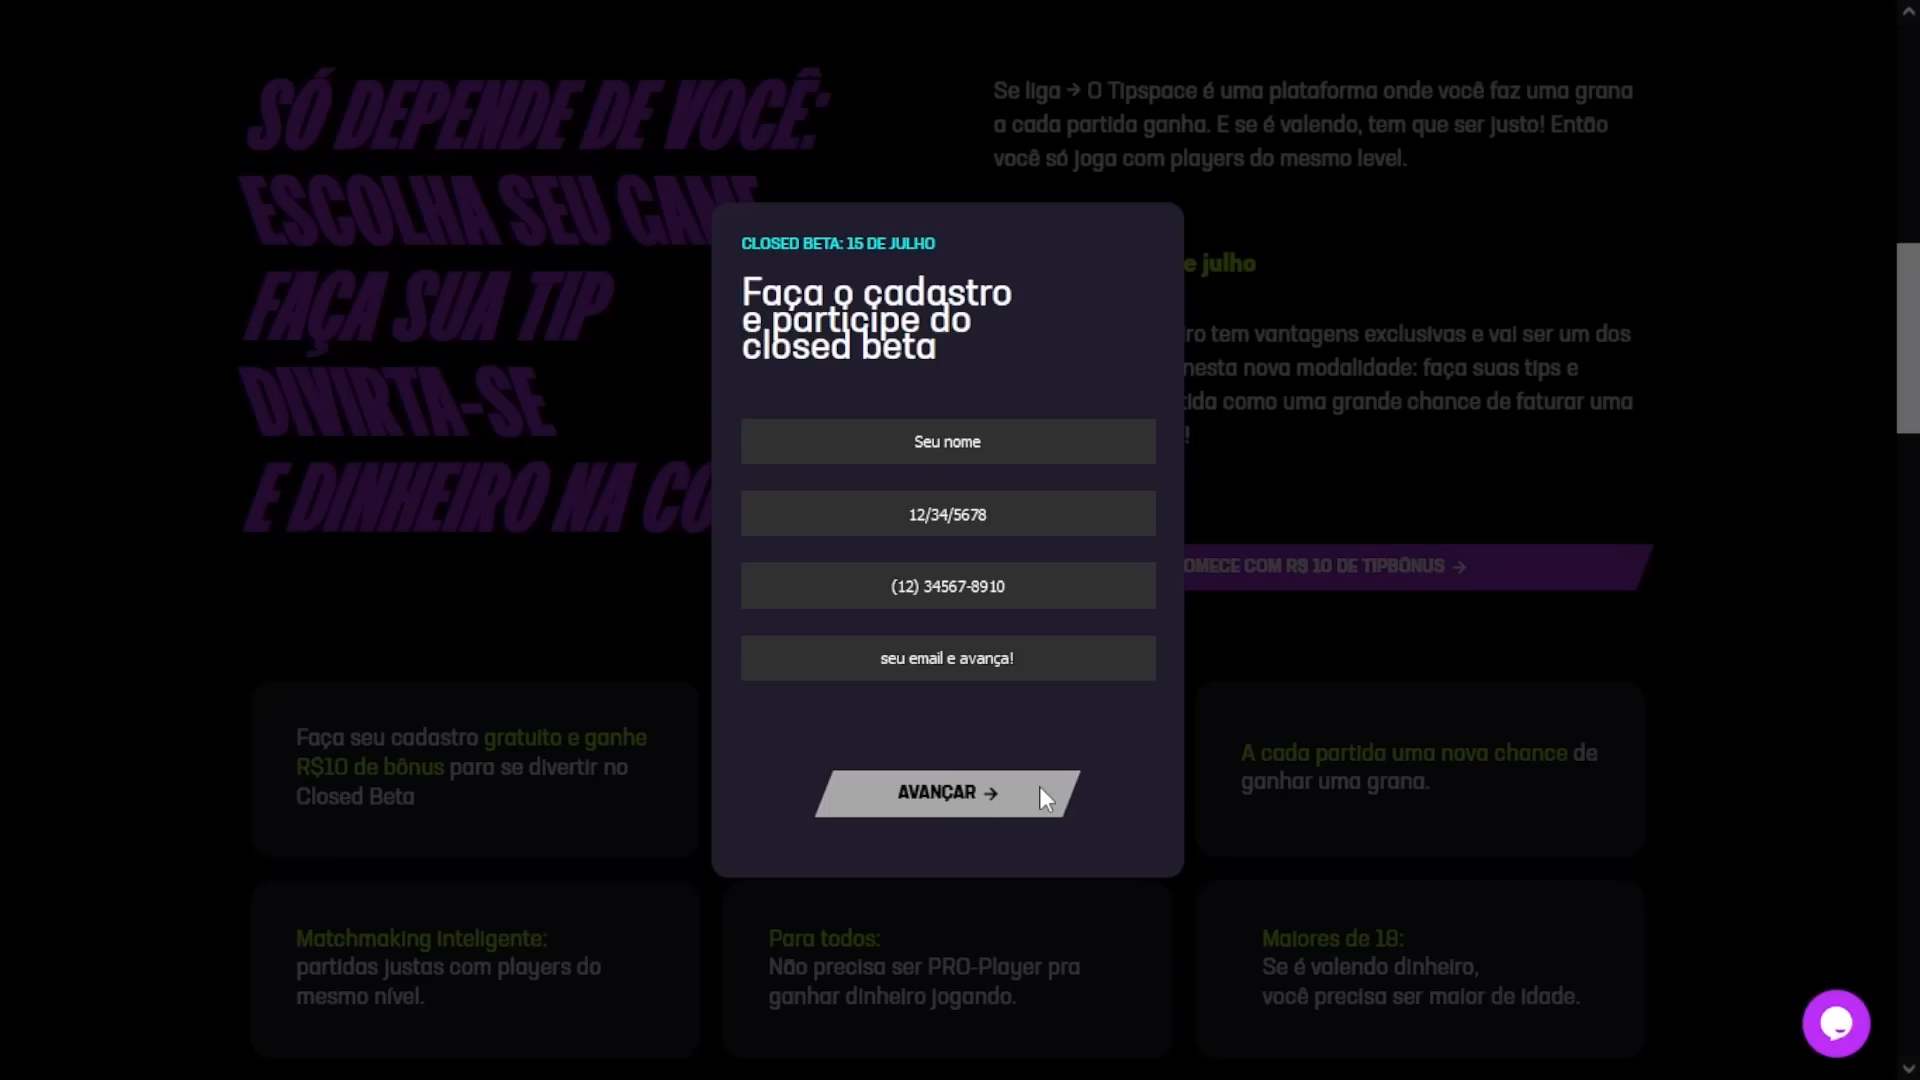 SÓ DEPENDE DE VOCÊ:
ESCOLHA SEU GAME
FAÇA SUA TIP
DIVIRTA-SE
E DINHEIRO NA
Se liga → O Tipspace é uma plataforma onde você faz uma grana
a cada partida ganha. E se é valendo, tem que ser justo! Então
você só joga com players do mesmo level.
e julho
tem vantagens exclusivas e vai ser um dos
nesta nova modalidade: faça suas tips e
como uma grande chance de faturar uma
!
OMECE COM R$ 10 DE TIPBÔNUS →
CLOSED BETA: 15 DE JULHO
Faça o cadastro
e participe do
closed beta
Seu nome
12/34/5678
(12) 34567-8910
seu email e avança!
AVANÇAR →
Faça seu cadastro gratuito e ganhe
R$10 de bônus para se divertir no
Closed Beta
A cada partida uma nova chance de
ganhar uma grana.
Matchmaking inteligente:
partidas justas com players do
mesmo nível.
Para todos:
Não precisa ser PRO-Player pra
ganhar dinheiro jogando.
Maiores de 18:
Se é valendo dinheiro,
você precisa ser maior de idade.